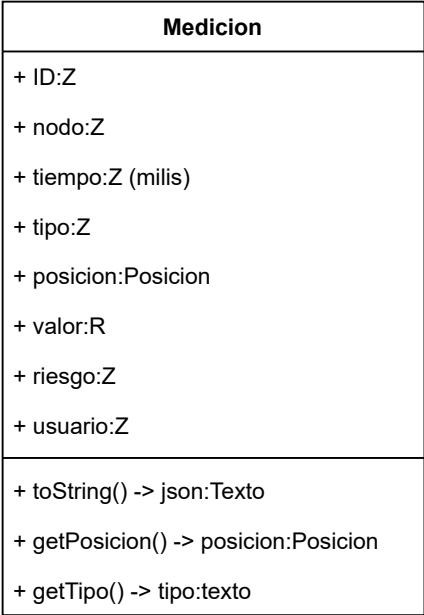 Medicion
+ ID:Z
+ nodo:Z
+ tiempo:Z (milis)
+ tipo:Z
+ posicion:Posicion
+ valor:R
+ riesgo:Z
+ usuario:Z
+ toString() -> json:Texto
+ getPosicion() -> posicion:Posicion
+ getTipo() -> tipo:texto